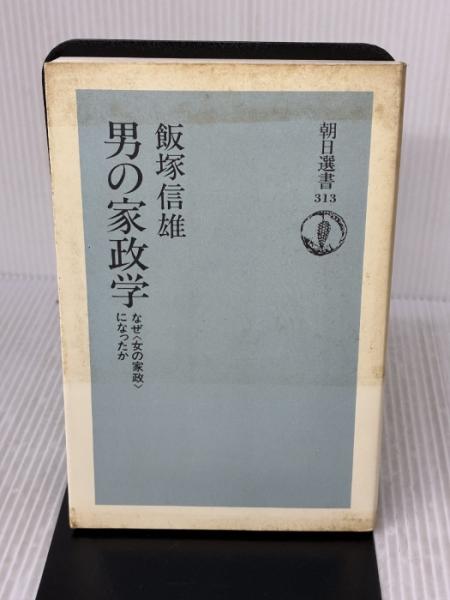 朝日選書
313
飯塚信雄
男の家政学
なぜ〈女の家政〉
になったか